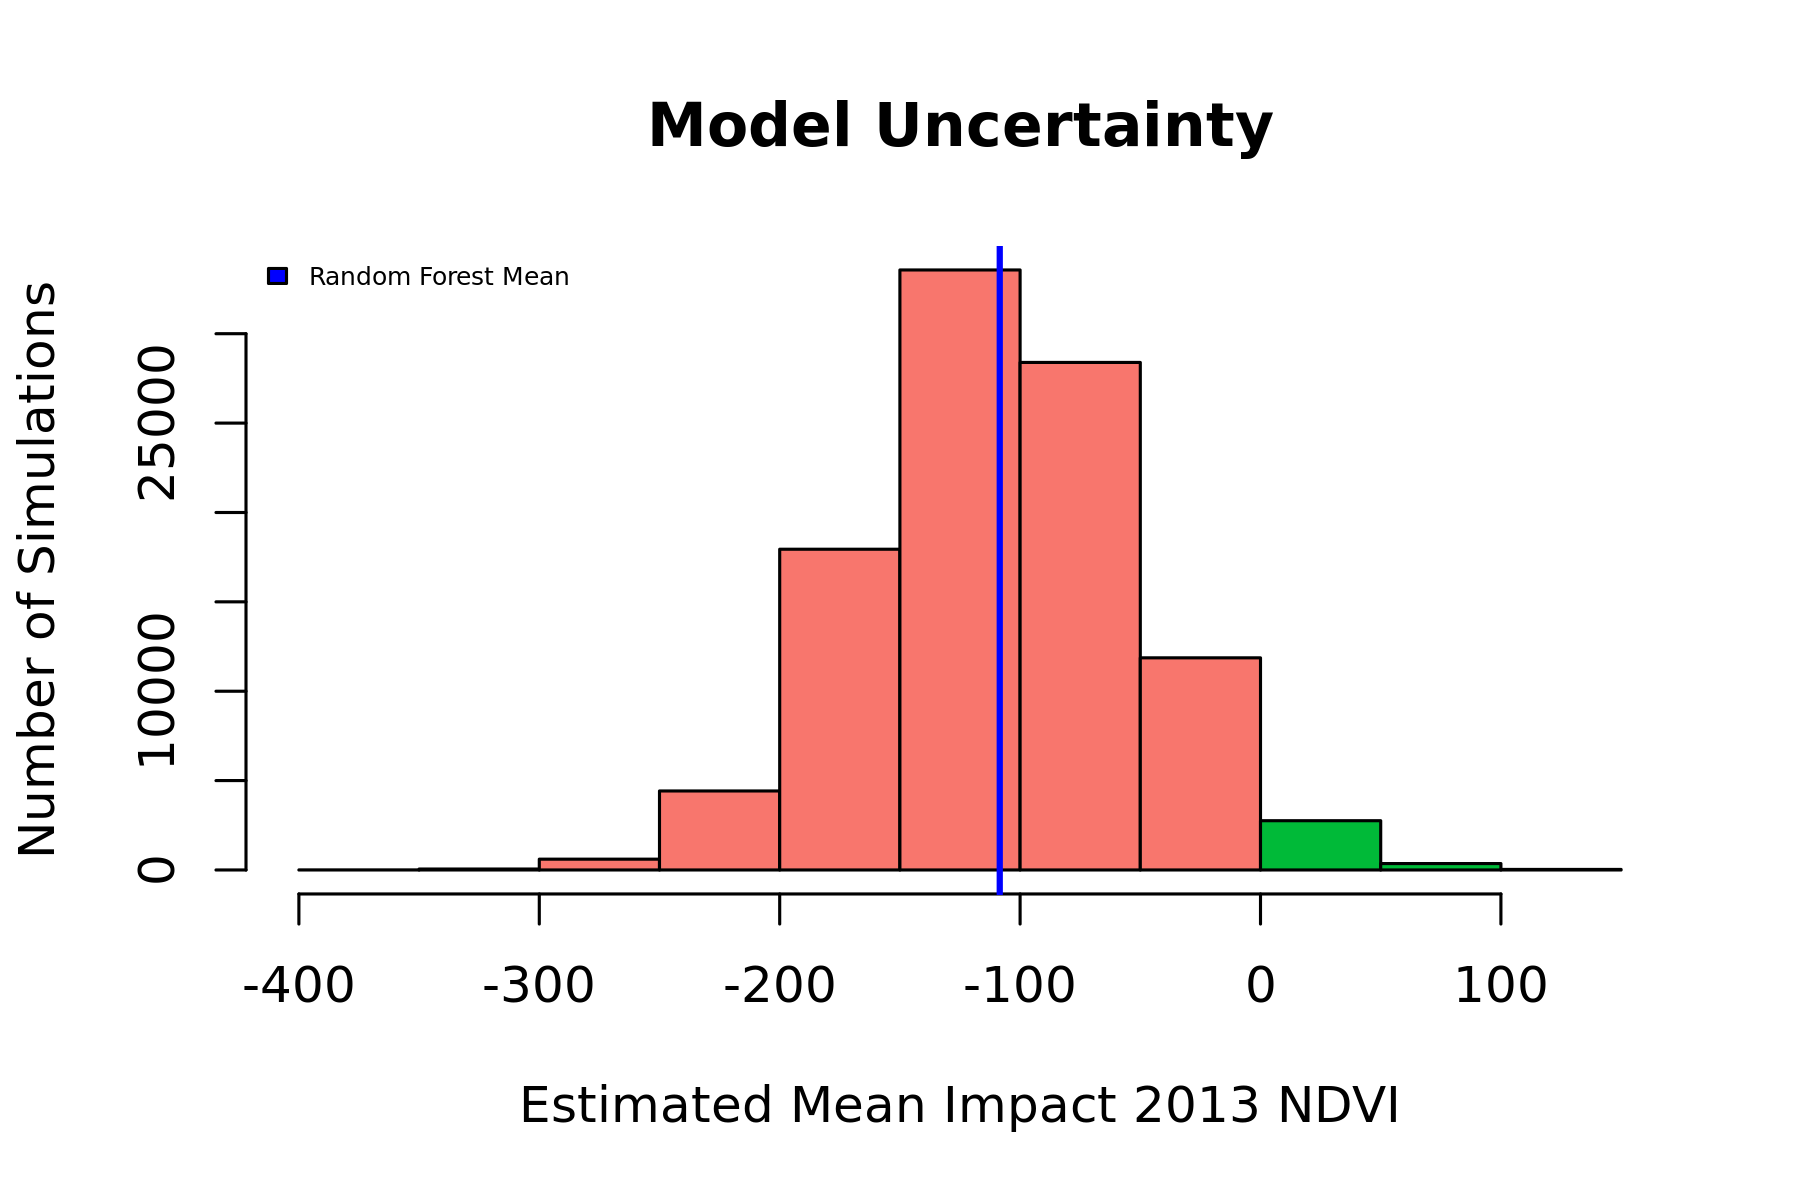 Model Uncertainty
Random Forest Mean
Number of Simulations
25000
10000
0
-400 -300 -200 -100 0 100
Estimated Mean Impact 2013 NDVI